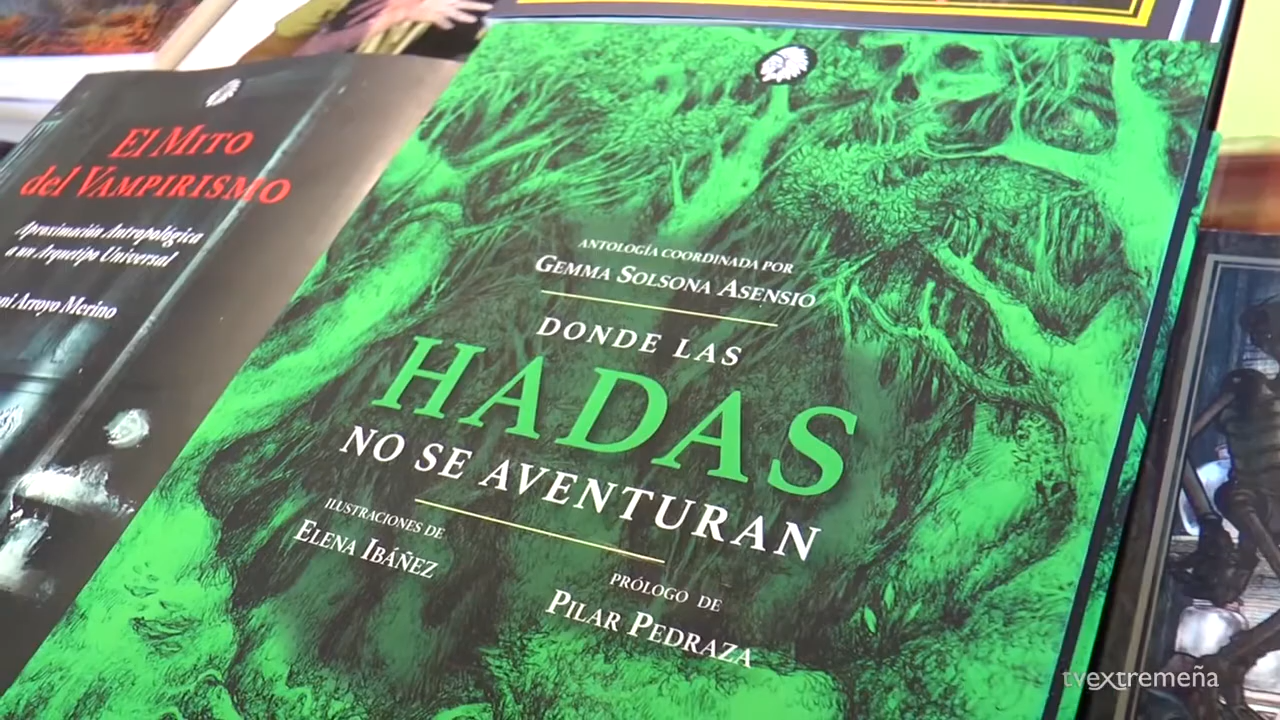 El Mito
del Vampirismo
Aproximación Antropológica
a un Arquetipo Universal
Arroyo Merino
ANTOLOGÍA COORDINADA POR
GEMMA SOLSONA ASENSIO
DONDE LAS
HADAS
NO SE AVENTURAN
ILUSTRACIONES DE
ELENA IBÁÑEZ
PRÓLOGO DE
PILAR PEDRAZA
tvextremeña